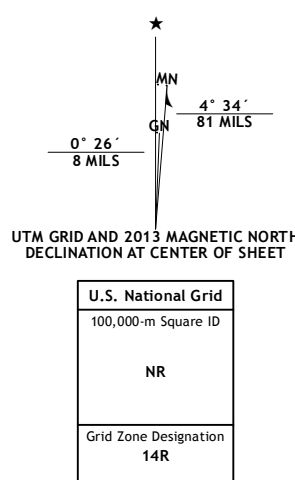 ★
MN
4° 34´
81 MILS
GN
0° 26´
8 MILS
UTM GRID AND 2013 MAGNETIC NORTH
DECLINATION AT CENTER OF SHEET
U.S. National Grid
100,000-m Square ID
NR
Grid Zone Designation
14R